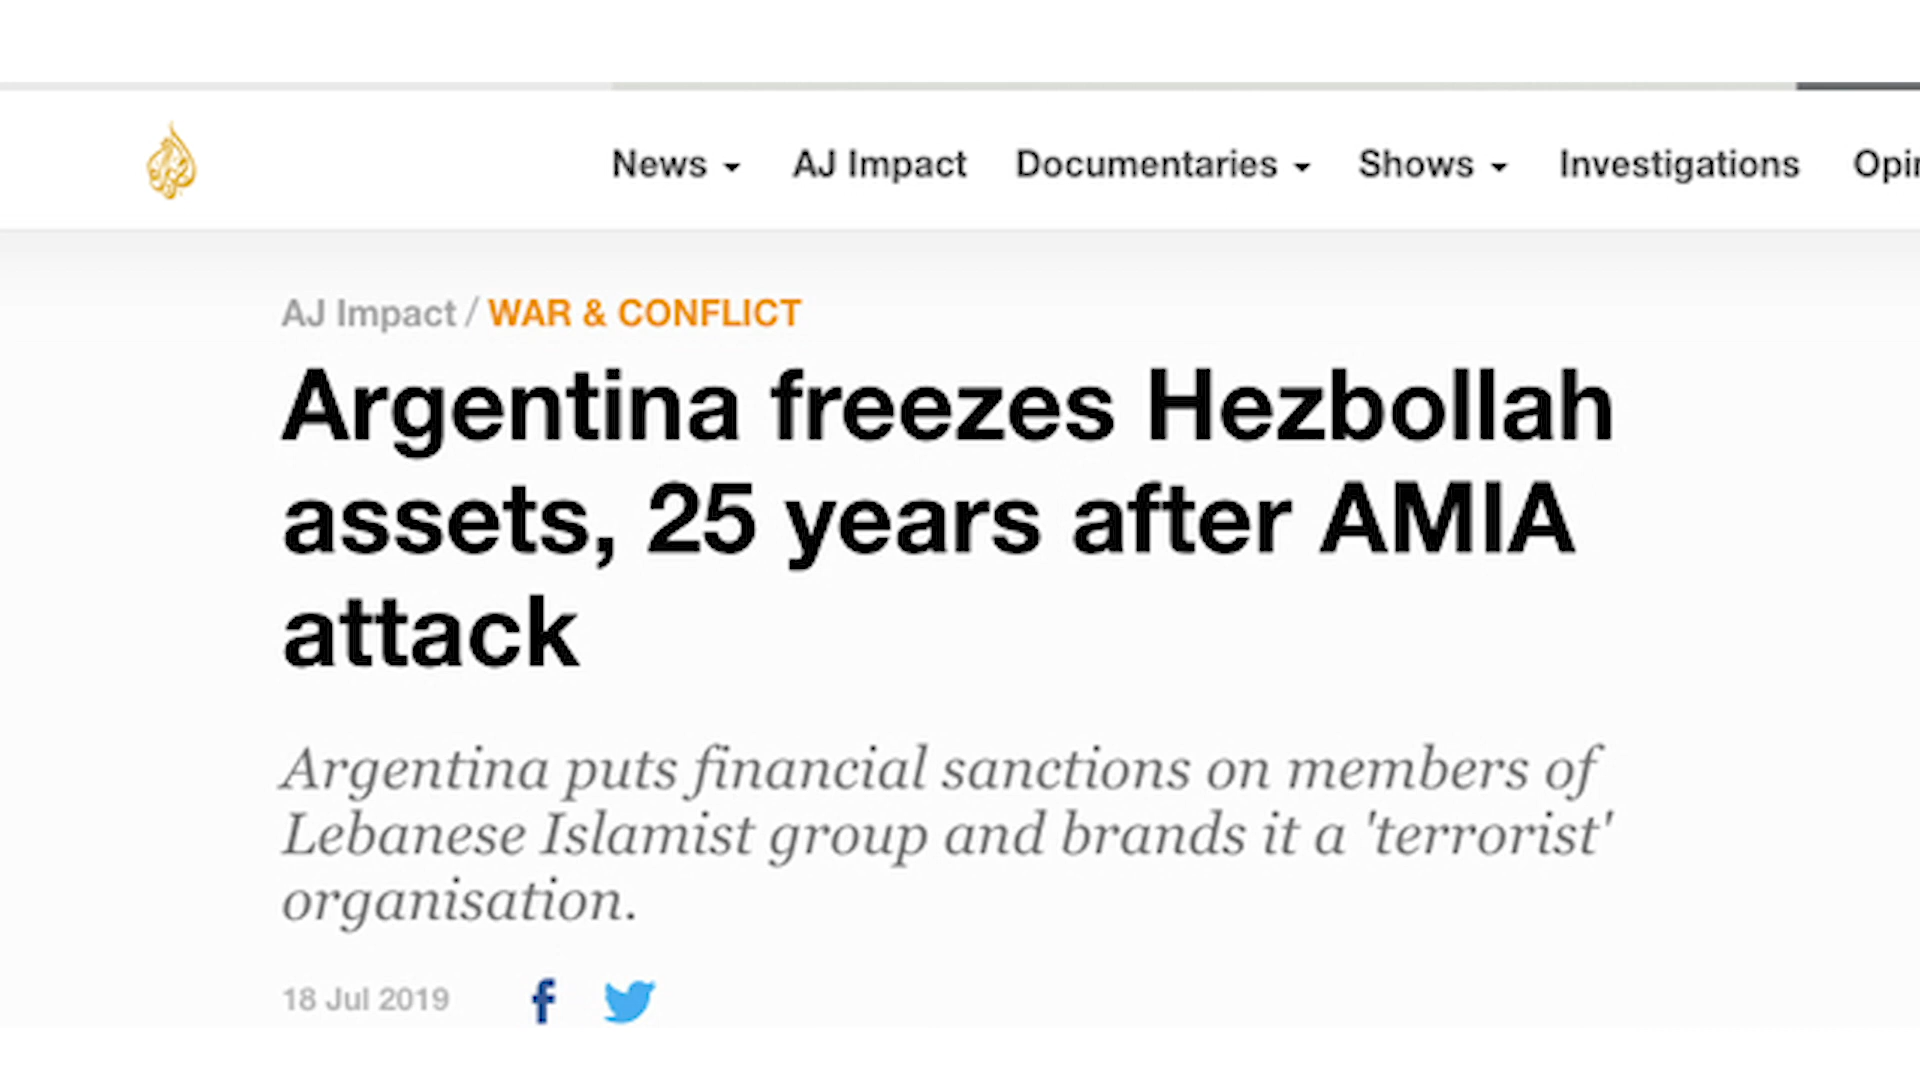 News AJ Impact Documentaries Shows Investigations
AJ Impact / WAR & CONFLICT
Argentina freezes Hezbollah
assets, 25 years after AMIA
attack
Argentina puts financial sanctions on members of
Lebanese Islamist group and brands it a 'terrorist'
organisation.
18 Jul 2019